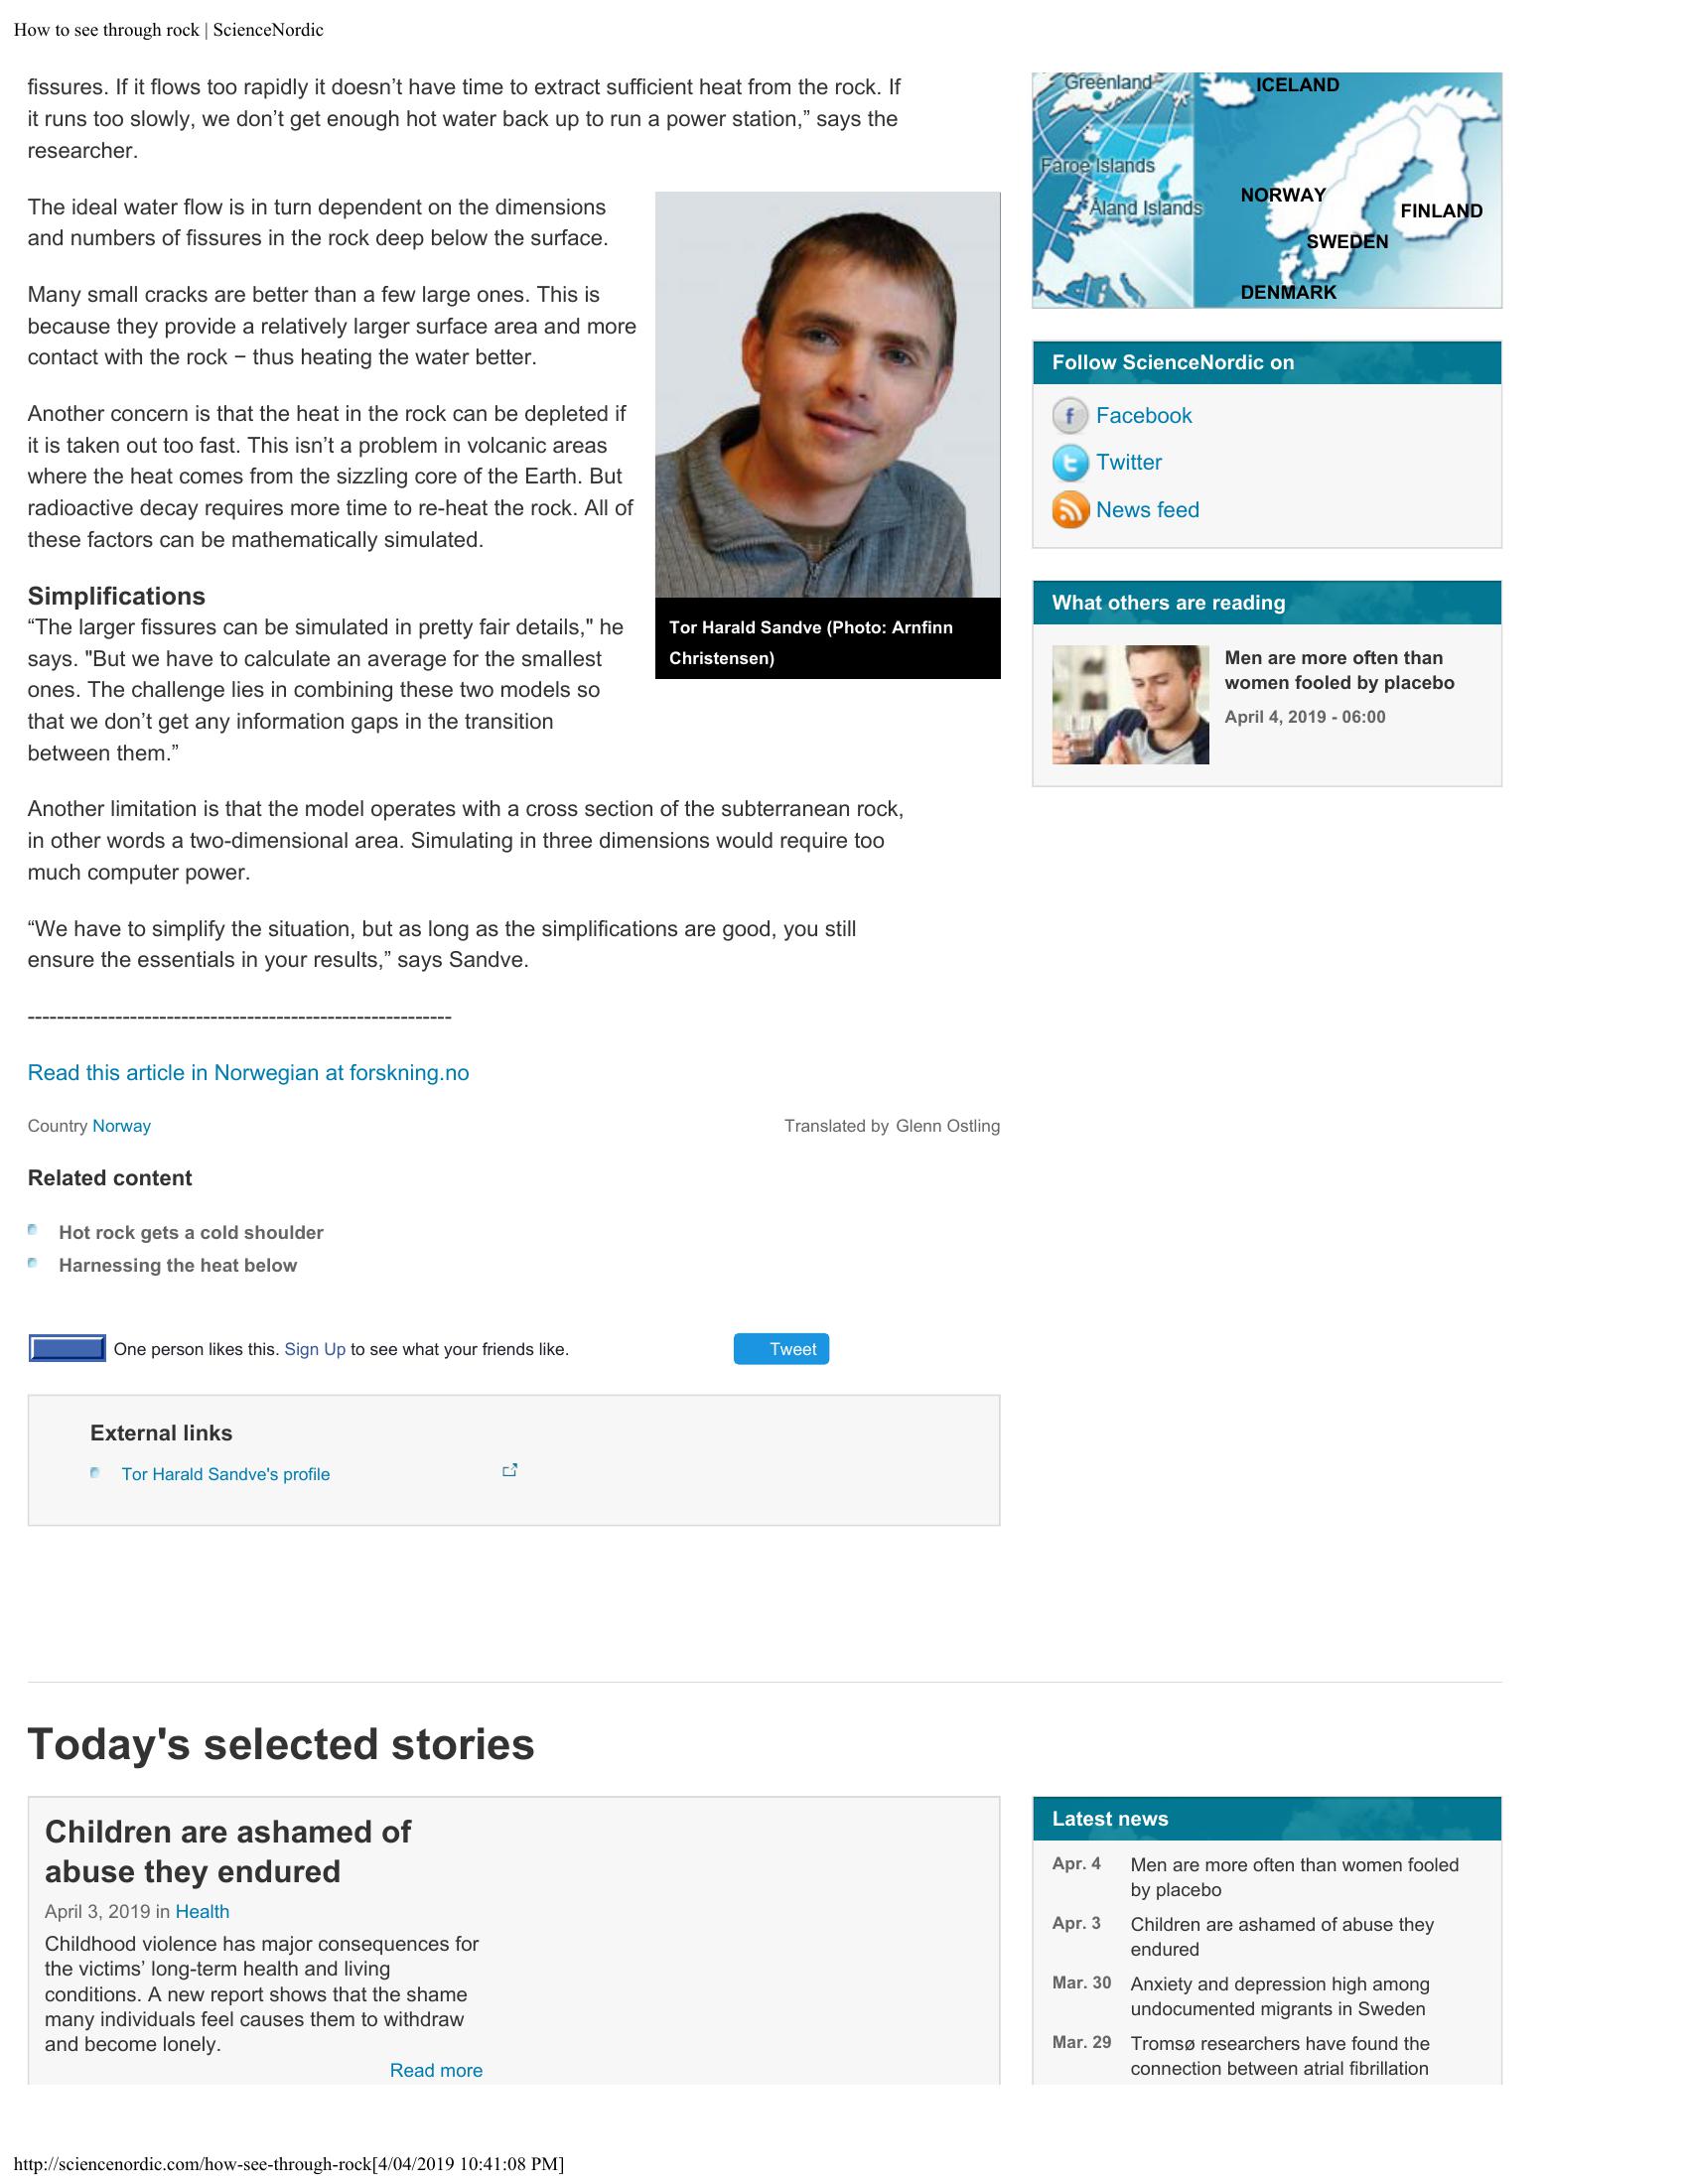 How to see through rock | ScienceNordic
fissures. If it flows too rapidly it doesn’t have time to extract sufficient heat from the rock. If
it runs too slowly, we don’t get enough hot water back up to run a power station,” says the
researcher.
The ideal water flow is in turn dependent on the dimensions
and numbers of fissures in the rock deep below the surface.
Many small cracks are better than a few large ones. This is
because they provide a relatively larger surface area and more
contact with the rock − thus heating the water better.
Another concern is that the heat in the rock can be depleted if
it is taken out too fast. This isn’t a problem in volcanic areas
where the heat comes from the sizzling core of the Earth. But
radioactive decay requires more time to re-heat the rock. All of
these factors can be mathematically simulated.
Tor Harald Sandve (Photo: Arnfinn
Christensen)
Simplifications
“The larger fissures can be simulated in pretty fair details," he
says. "But we have to calculate an average for the smallest
ones. The challenge lies in combining these two models so
that we don’t get any information gaps in the transition
between them.”
Another limitation is that the model operates with a cross section of the subterranean rock,
in other words a two-dimensional area. Simulating in three dimensions would require too
much computer power.
“We have to simplify the situation, but as long as the simplifications are good, you still
ensure the essentials in your results,” says Sandve.
----------------------------------------------------------
Read this article in Norwegian at forskning.no
Country Norway
Translated by Glenn Ostling
Related content
Hot rock gets a cold shoulder
Harnessing the heat below
One person likes this. Sign Up to see what your friends like.
Tweet
External links
Tor Harald Sandve's profile
Greenland
ICELAND
Faroe Islands
NORWAY
Åland Islands
FINLAND
SWEDEN
DENMARK
Follow ScienceNordic on
Facebook
Twitter
News feed
What others are reading
Men are more often than
women fooled by placebo
April 4, 2019 - 06:00
Today's selected stories
Children are ashamed of
abuse they endured
April 3, 2019 in Health
Childhood violence has major consequences for
the victims’ long-term health and living
conditions. A new report shows that the shame
many individuals feel causes them to withdraw
and become lonely.
Read more
Latest news
Apr. 4 Men are more often than women fooled
by placebo
Apr. 3 Children are ashamed of abuse they
endured
Mar. 30 Anxiety and depression high among
undocumented migrants in Sweden
Mar. 29 Tromsø researchers have found the
connection between atrial fibrillation
http://sciencenordic.com/how-see-through-rock[4/04/2019 10:41:08 PM]